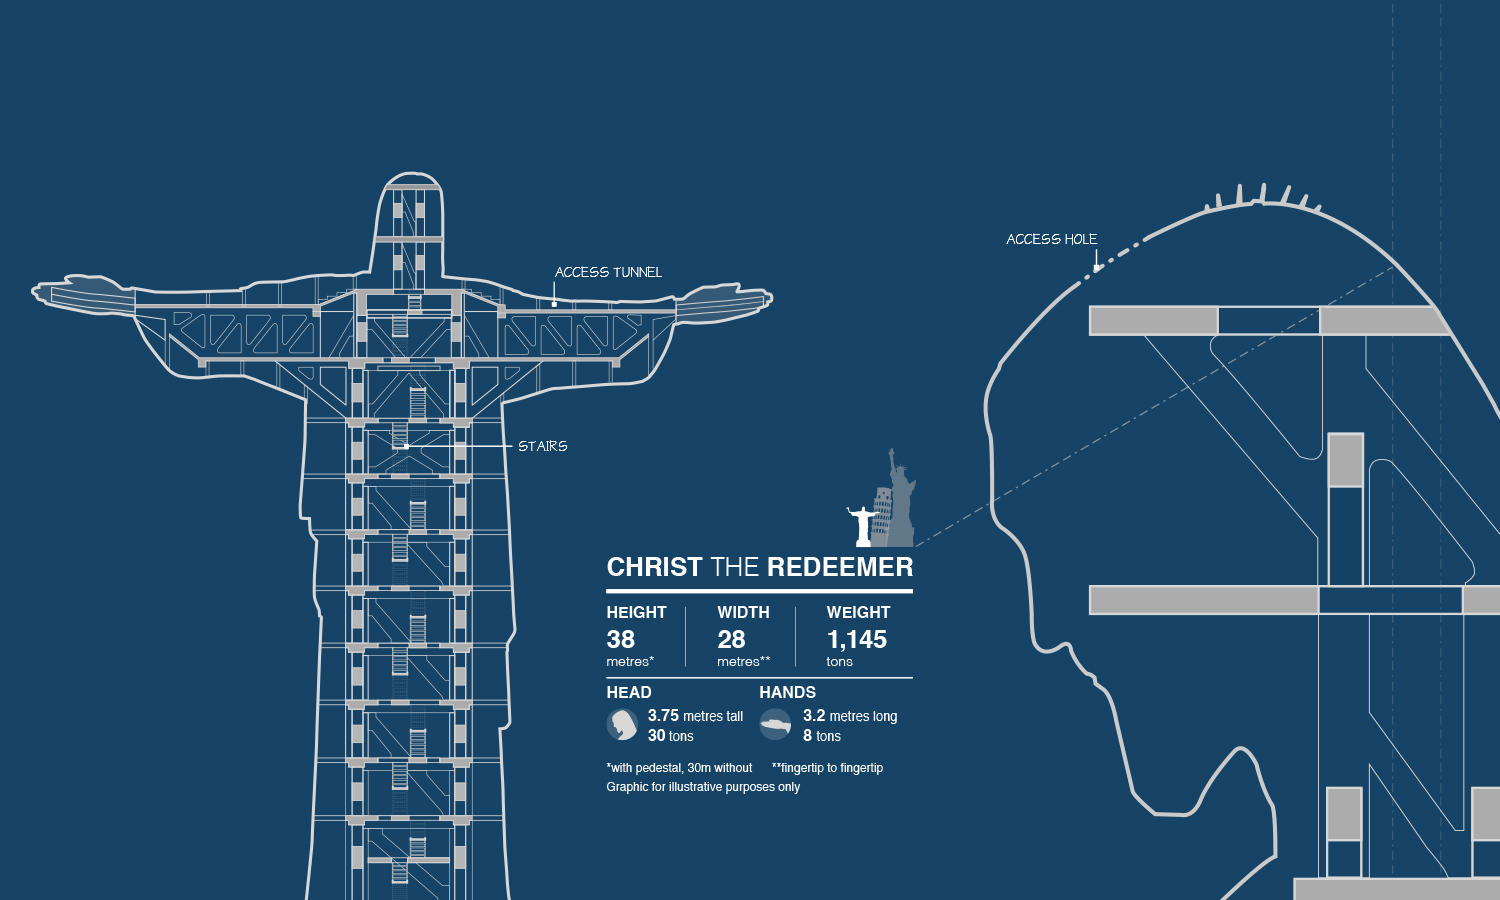 ACCESS HOLE
ACCESS TUNNEL
STAIRS
CHRIST THE REDEEMER
HEIGHT WIDTH WEIGHT
38 28 1,145
metres* metres** tons
HEAD HANDS
3.75 metres tall 3.2 metres long
30 tons 8 tons
*with pedestal, 30m without **fingertip to fingertip
Graphic for illustrative purposes only